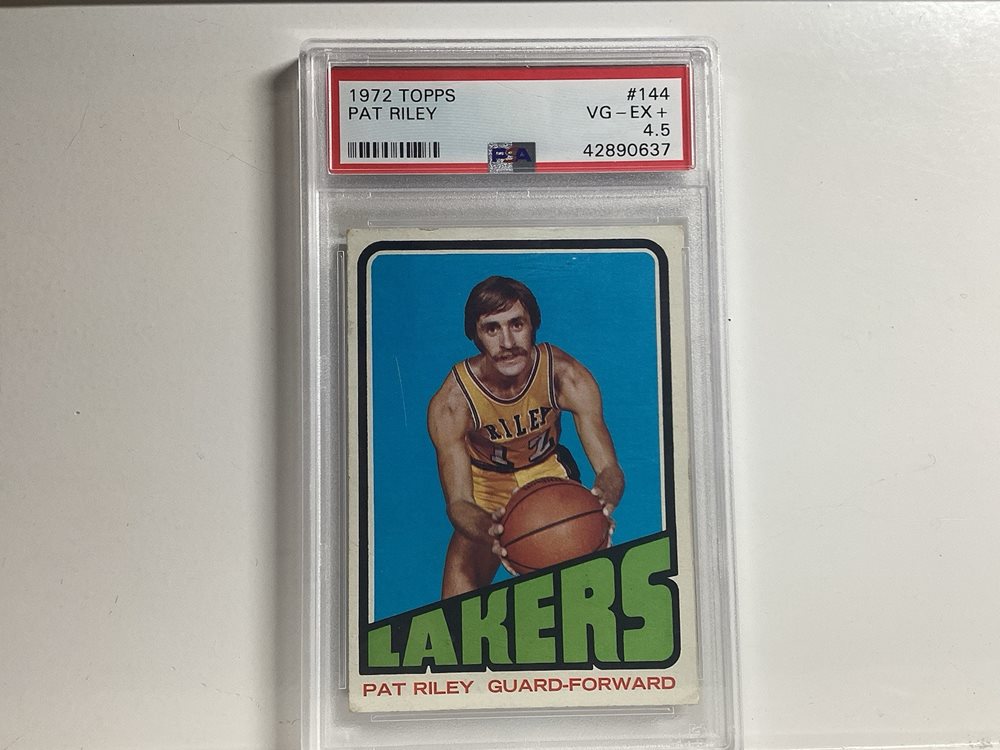 1972 TOPPS #144
PAT RILEY VG-EX+
4.5
PSA 42890637
RILEY
12
LAKERS
PAT RILEY GUARD-FORWARD